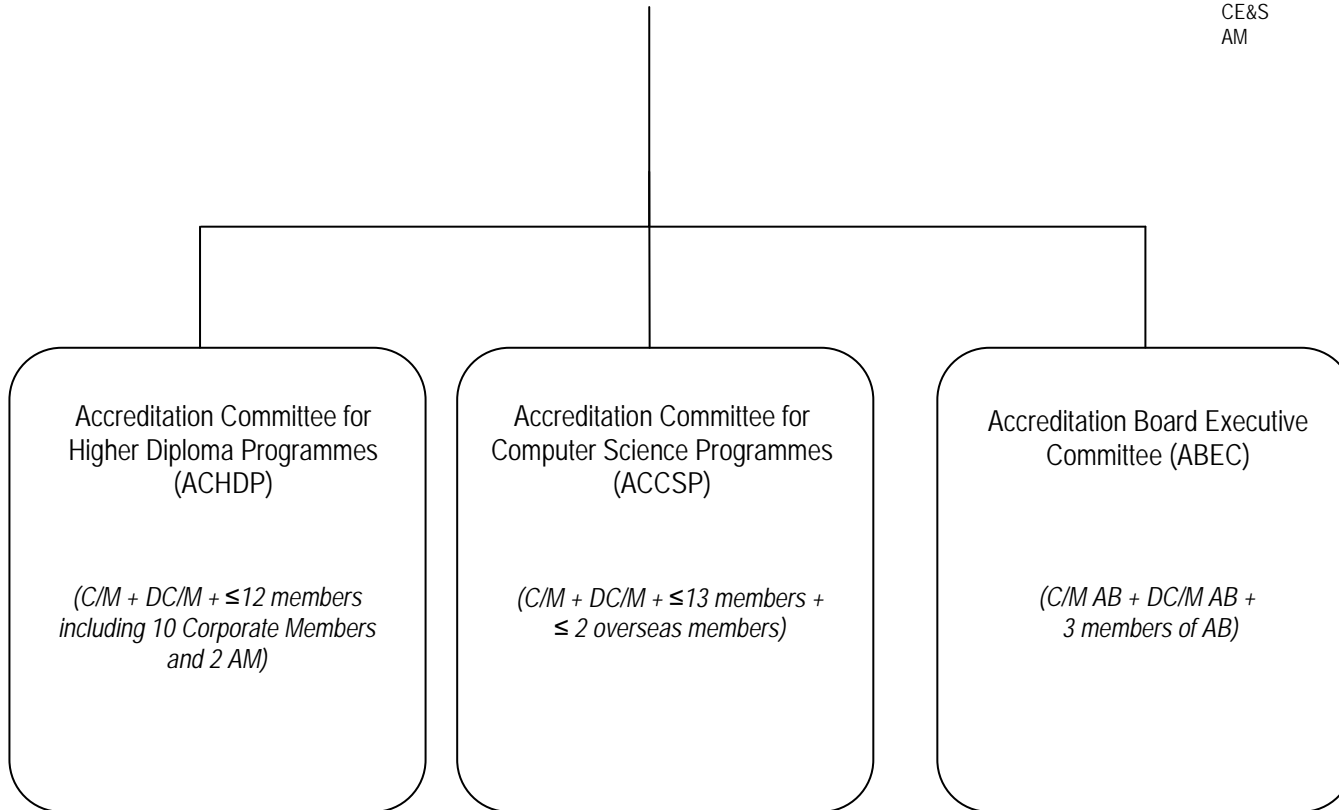 CE&S
AM
Accreditation Committee for
Higher Diploma Programmes
(ACHDP)
(C/M + DC/M + ≤12 members
including 10 Corporate Members
and 2 AM)
Accreditation Committee for
Computer Science Programmes
(ACCSP)
(C/M + DC/M + ≤13 members +
≤ 2 overseas members)
Accreditation Board Executive
Committee (ABEC)
(C/M AB + DC/M AB +
3 members of AB)